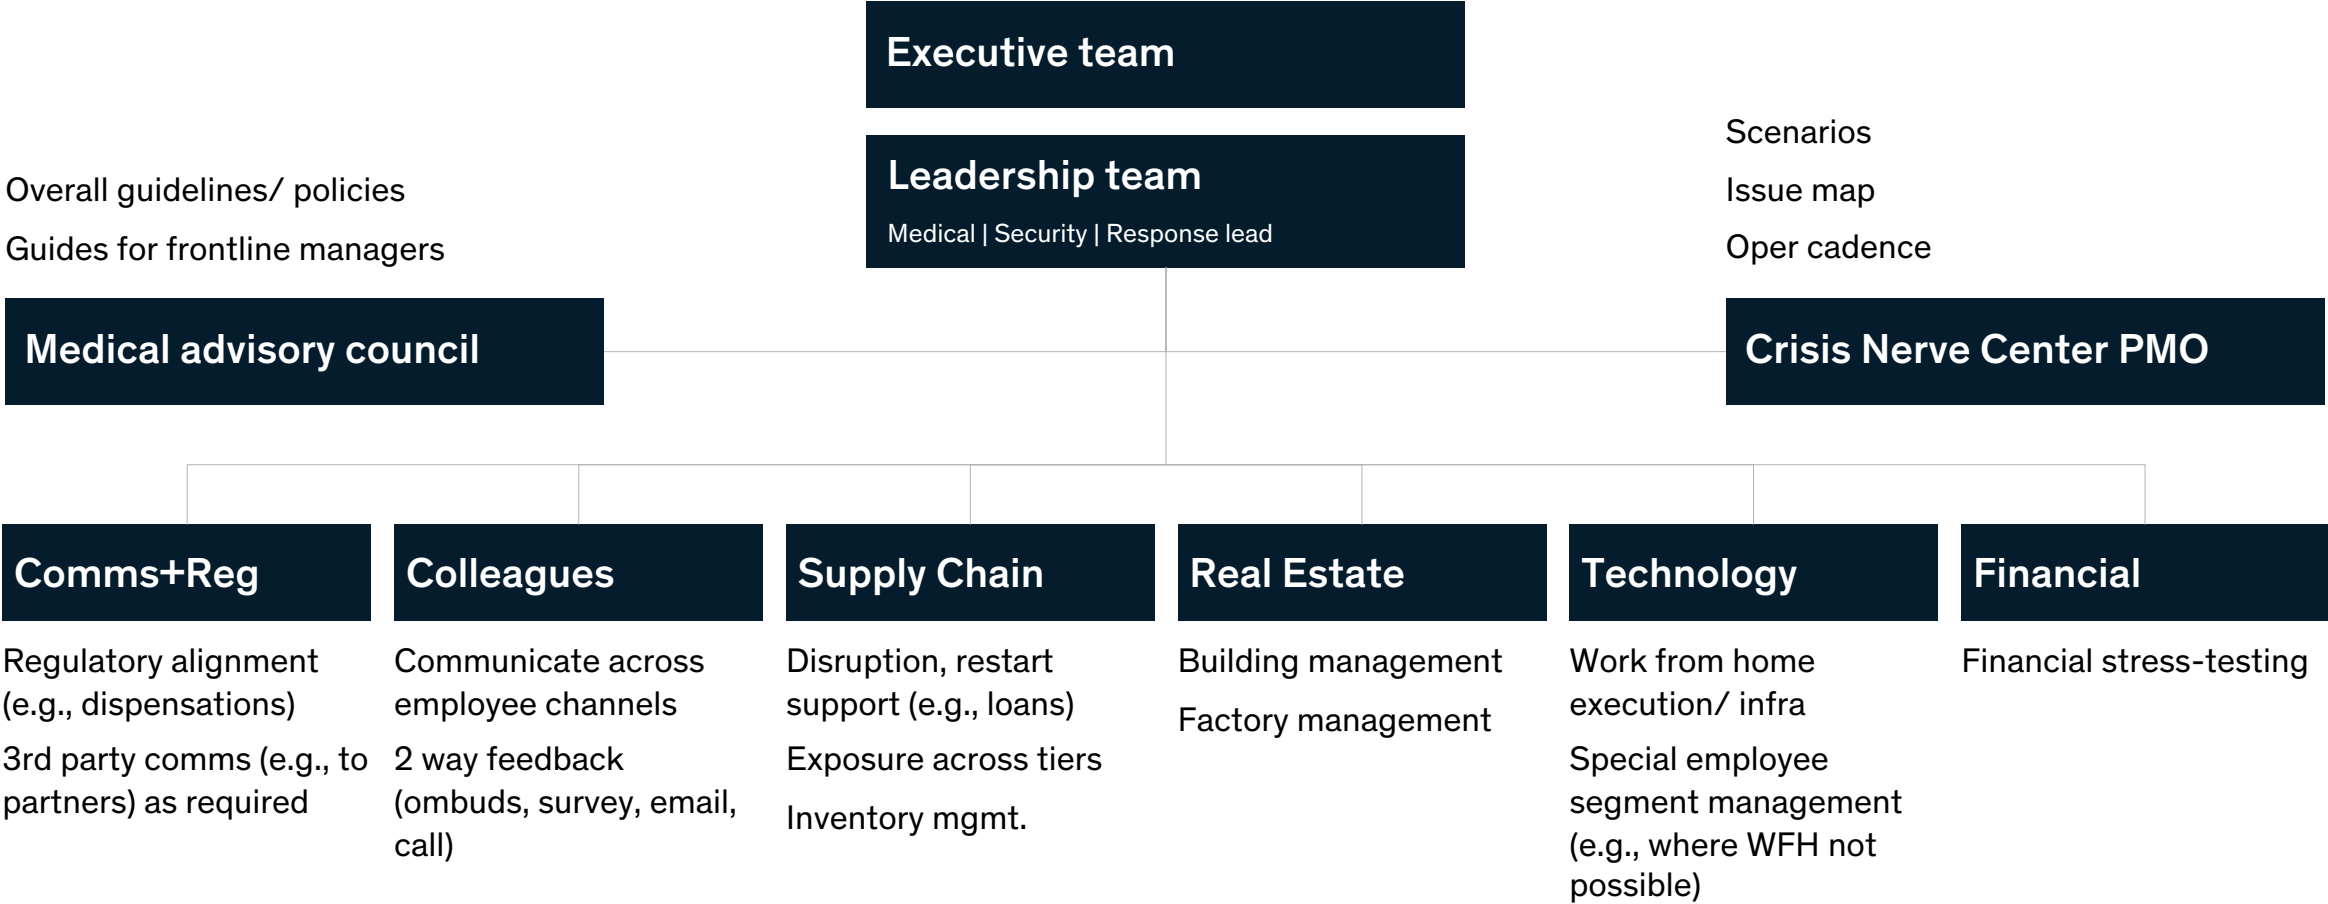 Executive team
Leadership team
Medical | Security | Response lead
Overall guidelines/ policies
Guides for frontline managers
Medical advisory council
Scenarios
Issue map
Oper cadence
Crisis Nerve Center PMO
Comms+Reg
Regulatory alignment
(e.g., dispensations)
3rd party comms (e.g., to
partners) as required
Colleagues
Communicate across
employee channels
2 way feedback
(ombuds, survey, email,
call)
Supply Chain
Disruption, restart
support (e.g., loans)
Exposure across tiers
Inventory mgmt.
Real Estate
Building management
Factory management
Technology
Work from home
execution/ infra
Special employee
segment management
(e.g., where WFH not
possible)
Financial
Financial stress-testing